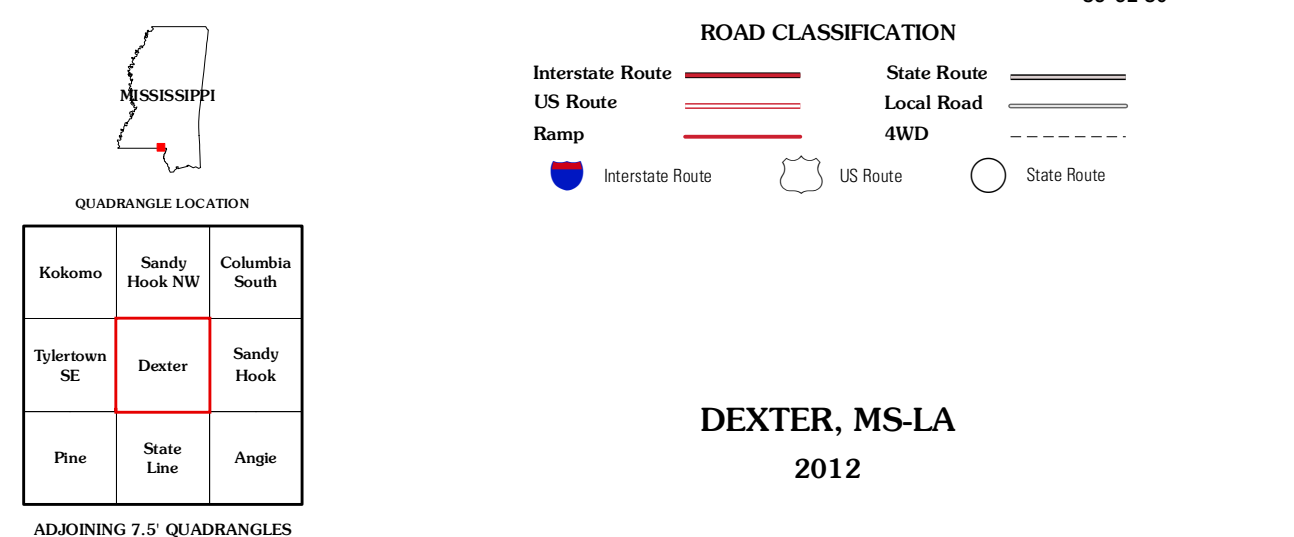 MISSISSIPPI
QUADRANGLE LOCATION
Kokomo
Sandy
Hook NW
Columbia
South
Tylertown
SE
Dexter
Sandy
Hook
Pine
State
Line
Angie
ADJOINING 7.5' QUADRANGLES
ROAD CLASSIFICATION
Interstate Route
State Route
US Route
Local Road
Ramp
4WD
Interstate Route
US Route
State Route
DEXTER, MS-LA
2012